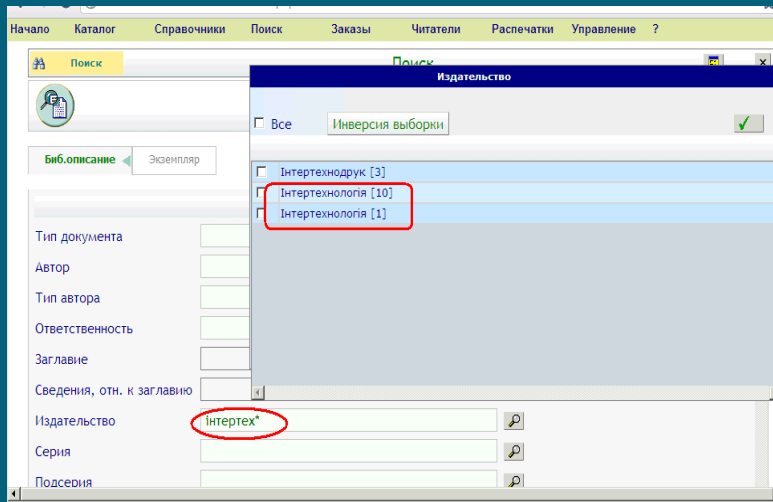 Начало Каталог Справочники Поиск Заказы Читатели Распечатки Управление ?
Поиск
Поиск
Издательство
Все Инверсия выборки
Биб.описание Экземпляр
Інтертехнодрук [3]
Інтертехнологія [10]
Інтертехнологія [1]
Тип документа
Автор
Тип автора
Ответственность
Заглавие
Сведения, отн. к заглавию
Издательство інтертех*
Серия
Подсерия